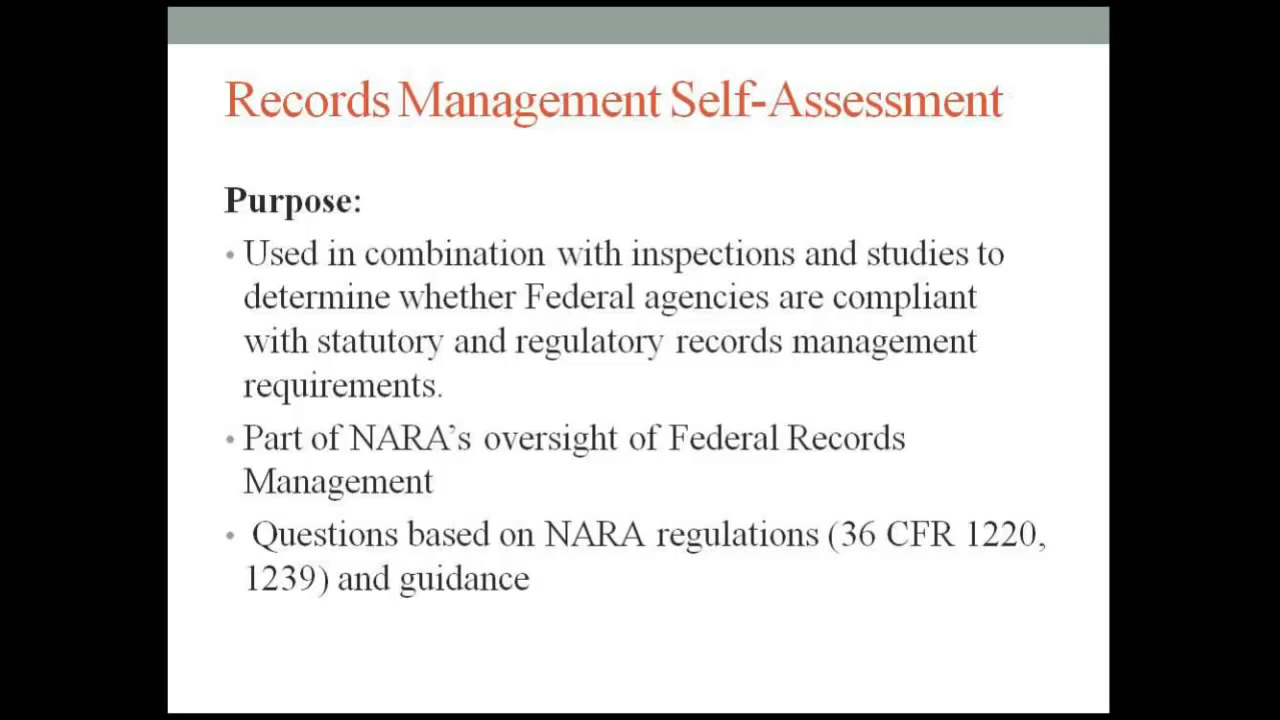 Records Management Self-Assessment
Purpose:
• Used in combination with inspections and studies to
determine whether Federal agencies are compliant
with statutory and regulatory records management
requirements.
• Part of NARA’s oversight of Federal Records
Management
• Questions based on NARA regulations (36 CFR 1220,
1239) and guidance